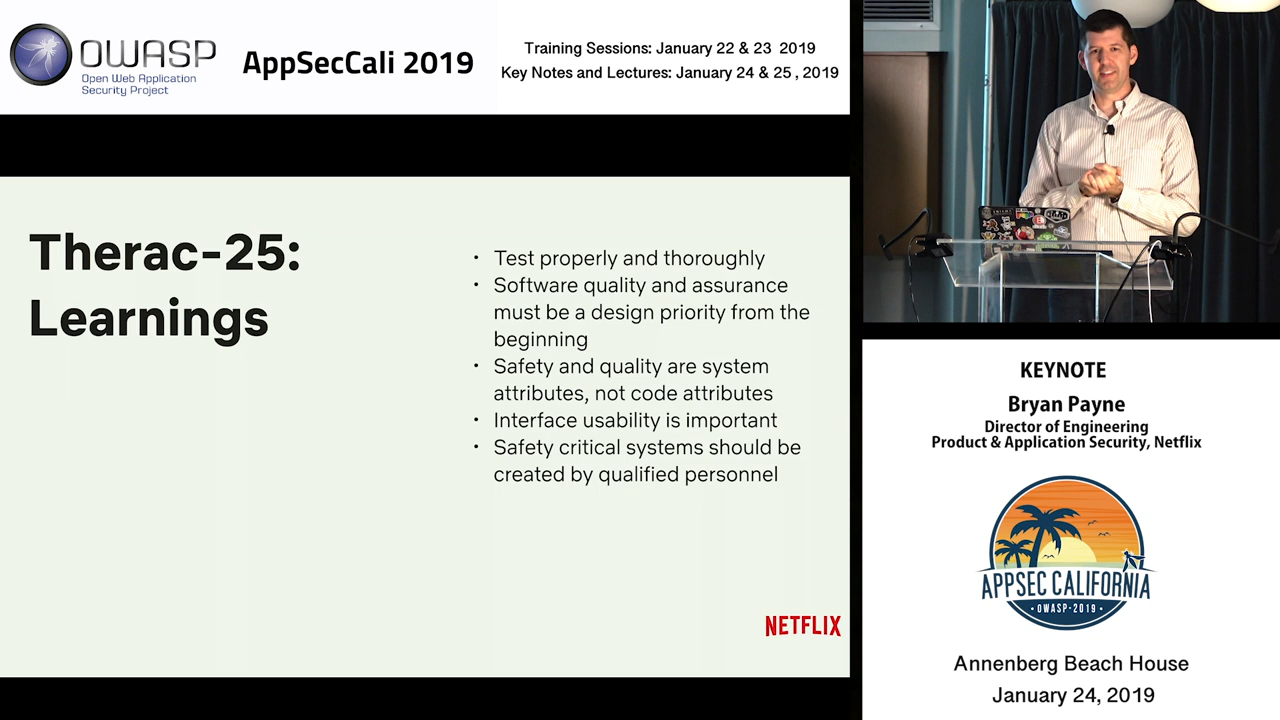 OWASP
Open Web Application
Security Project
AppSecCali 2019
Training Sessions: January 22 & 23 2019
Key Notes and Lectures: January 24 & 25 , 2019
Therac-25:
Learnings
• Test properly and thoroughly
• Software quality and assurance
must be a design priority from the
beginning
• Safety and quality are system
attributes, not code attributes
• Interface usability is important
• Safety critical systems should be
created by qualified personnel
NETFLIX
KEYNOTE
Bryan Payne
Director of Engineering
Product & Application Security, Netflix
APPSEC CALIFORNIA
• OWASP-2019 •
Annenberg Beach House
January 24, 2019